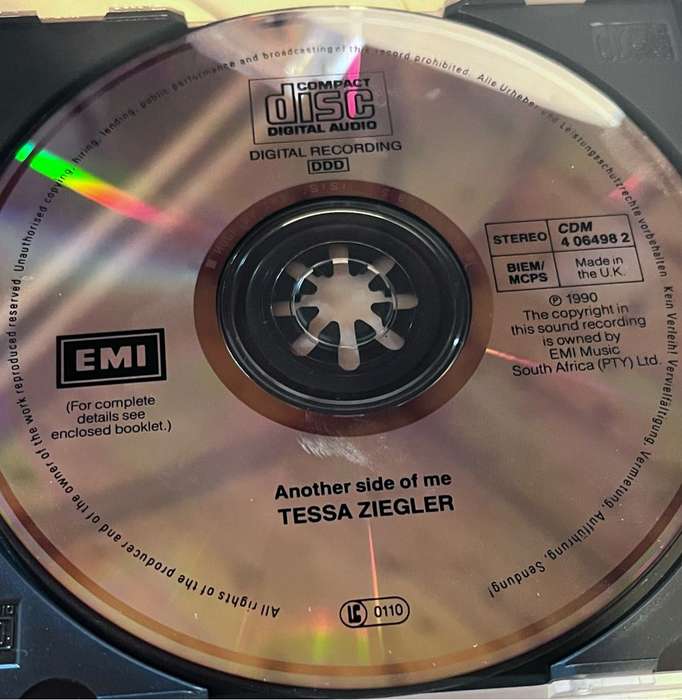 All rights of the producer and of the owner of the work reproduced reserved. Unauthorised copying, hiring, lending, public performance and broadcasting of this record prohibited. Alle Urheber- und Leistungsschutzrechte vorbehalten. Kein Verleih! Vervielfältigung, Vermietung, Aufführung, Sendung!
COMPACT
disc
DIGITAL AUDIO
DIGITAL RECORDING
DDD
STEREO
CDM
4 06498 2
BIEM/
MCPS
Made in
the U.K.
℗ 1990
The copyright in
this sound recording
is owned by
EMI Music
South Africa (PTY) Ltd.
EMI
(For complete
details see
enclosed booklet.)
Another side of me
TESSA ZIEGLER
LC 0110